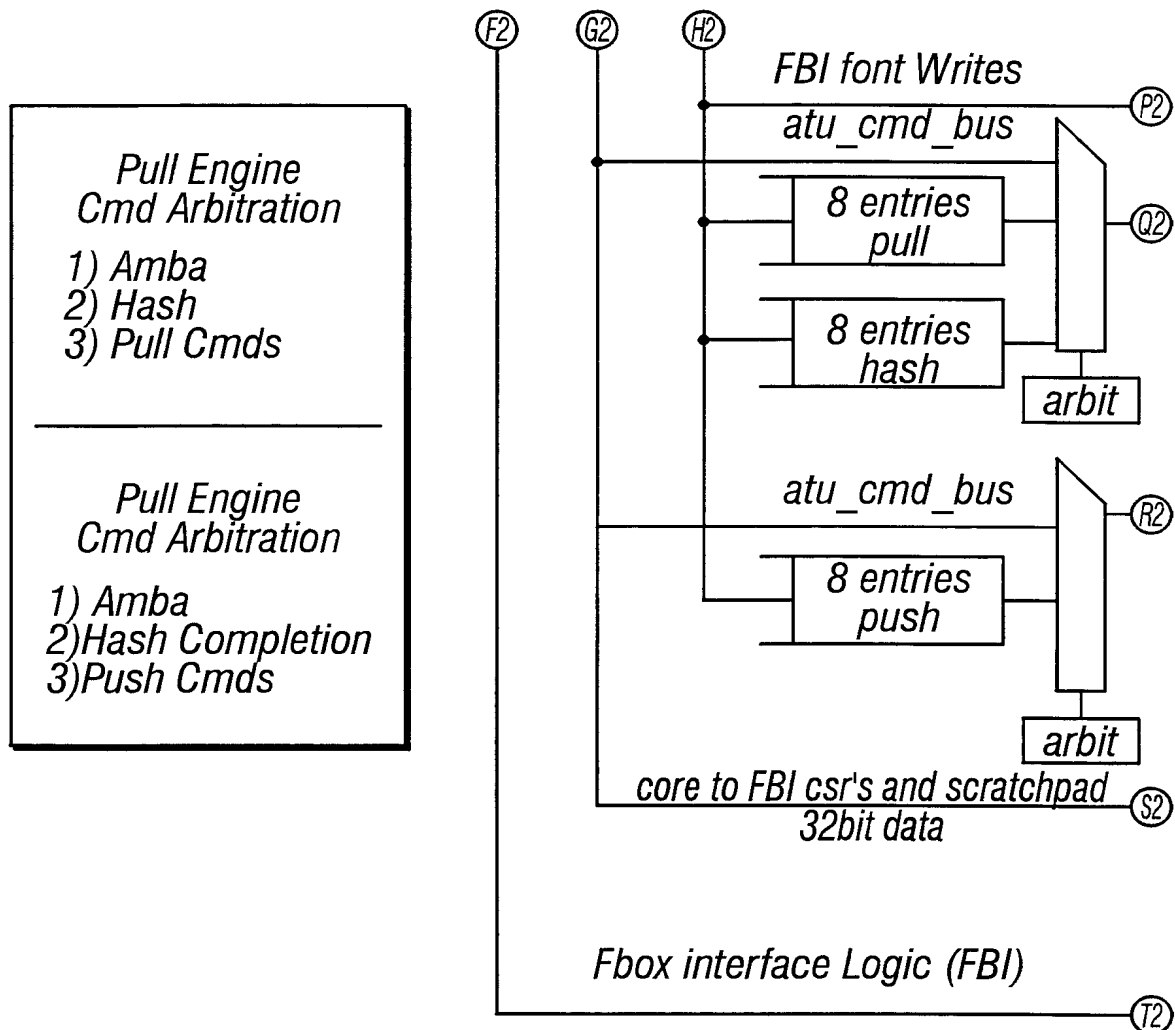 F2
G2
H2
FBI font Writes
P2
atu_cmd_bus
8 entries
pull
Q2
8 entries
hash
arbit
Pull Engine
Cmd Arbitration
1) Amba
2) Hash
3) Pull Cmds
Pull Engine
Cmd Arbitration
1) Amba
2)Hash Completion
3)Push Cmds
atu_cmd_bus
R2
8 entries
push
arbit
core to FBI csr's and scratchpad
32bit data
S2
Fbox interface Logic (FBI)
T2